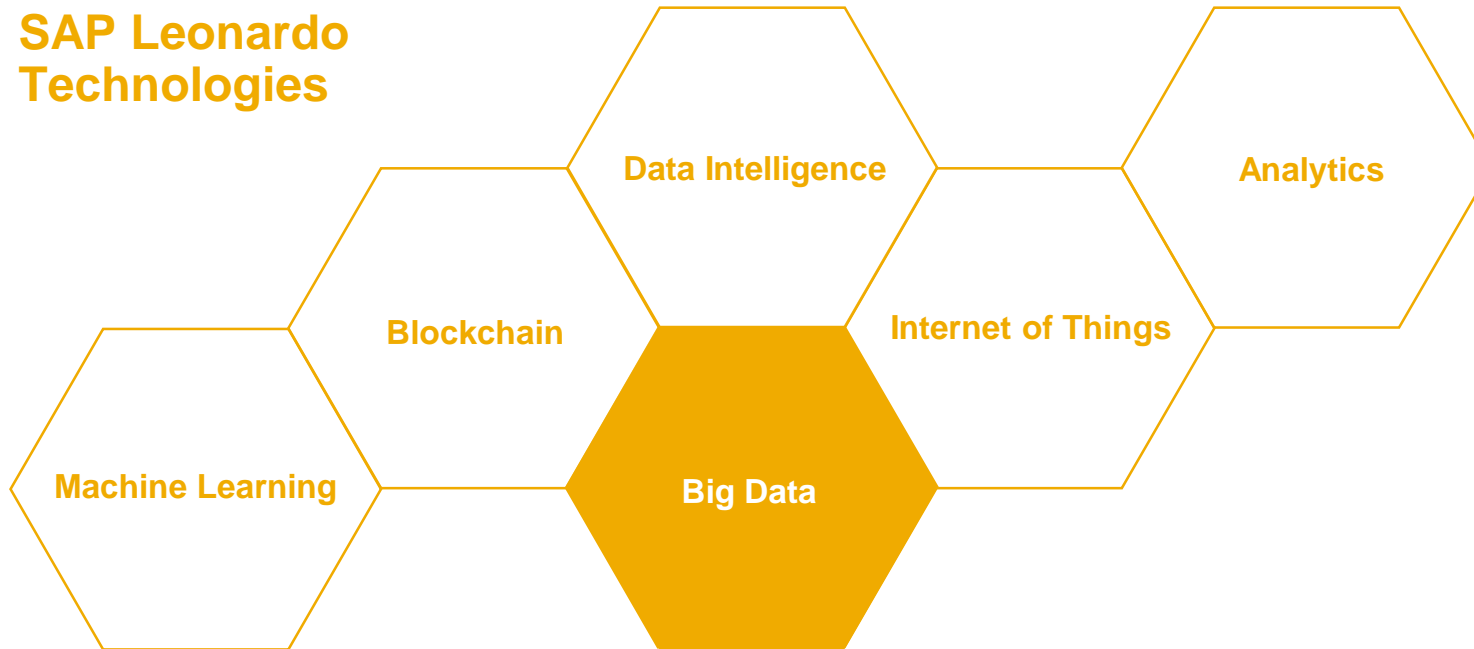 SAP Leonardo
Technologies
Data Intelligence
Analytics
Blockchain
Internet of Things
Machine Learning
Big Data